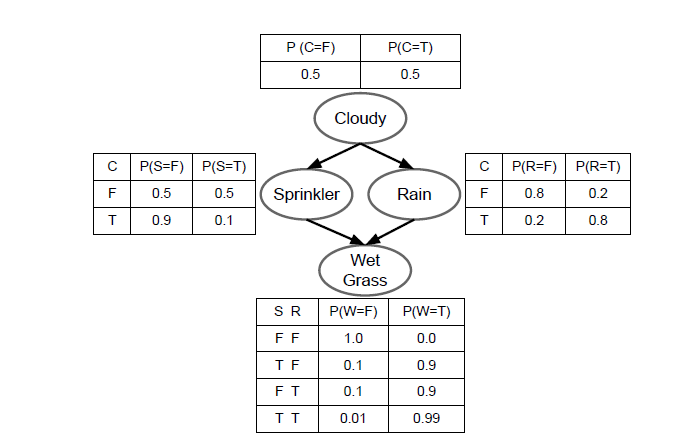 P (C=F) P(C=T)
0.5 0.5
Cloudy
C P(S=F) P(S=T)
F 0.5 0.5
T 0.9 0.1
Sprinkler
Rain
C P(R=F) P(R=T)
F 0.8 0.2
T 0.2 0.8
Wet
Grass
S R P(W=F) P(W=T)
F F 1.0 0.0
T F 0.1 0.9
F T 0.1 0.9
T T 0.01 0.99